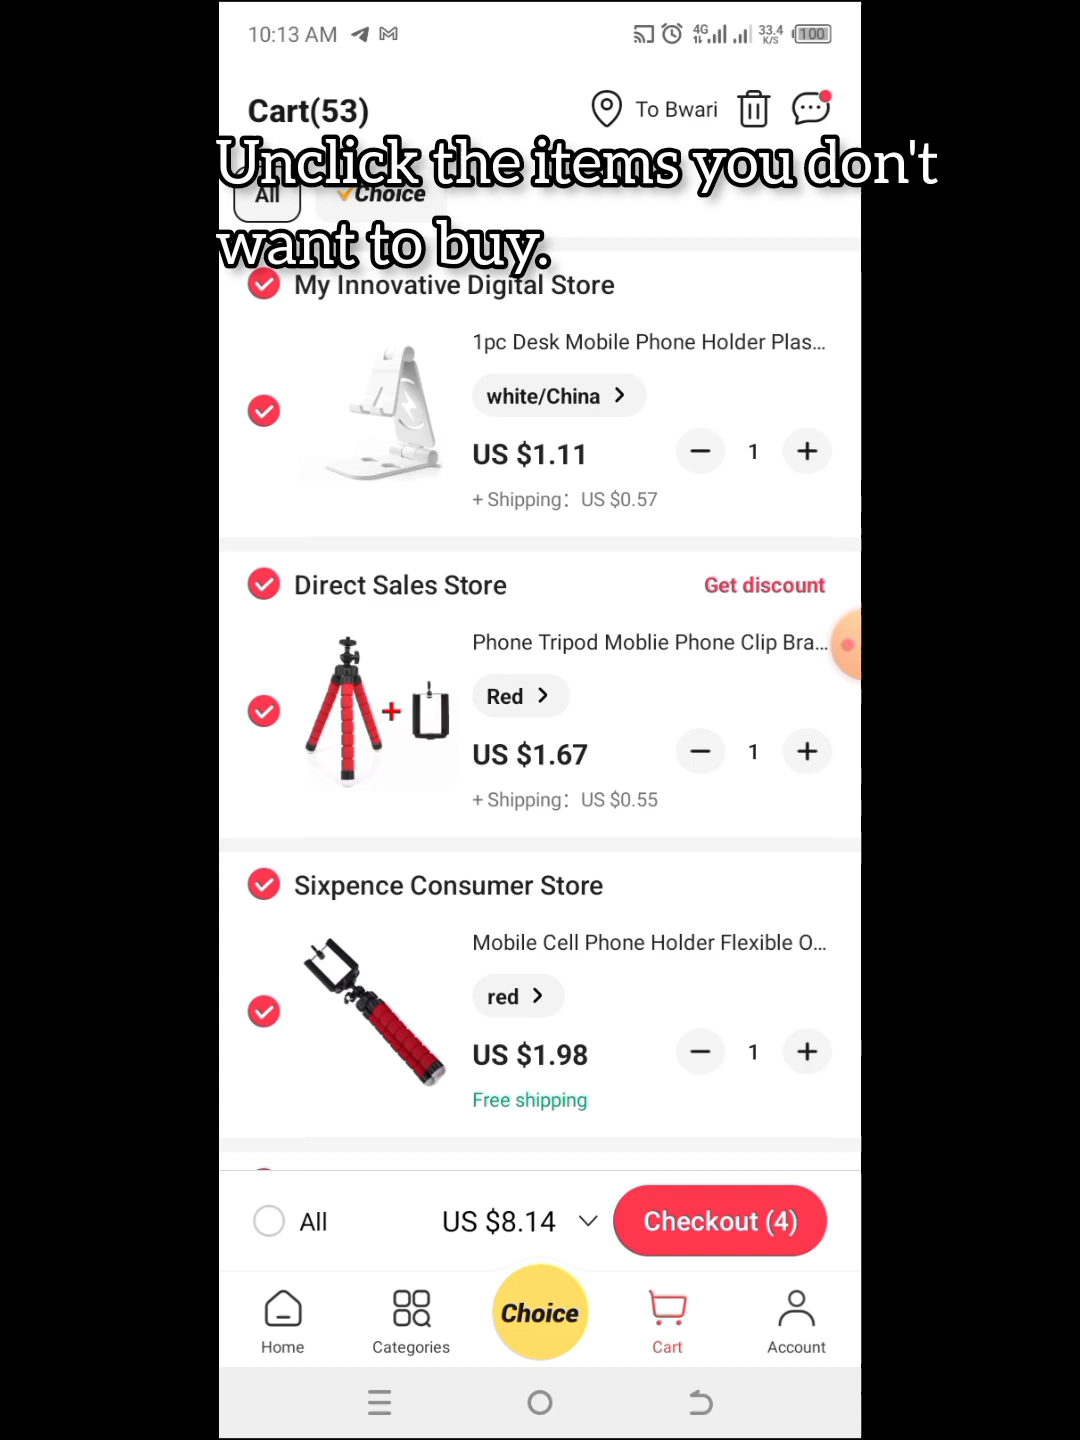 10:13 AM
4G
33.4
K/S
100
Cart(53)
To Bwari
Unclick the items you don't
want to buy.
All
Choice
My Innovative Digital Store
1pc Desk Mobile Phone Holder Plas...
white/China
US $1.11
1
+ Shipping: US $0.57
Direct Sales Store
Get discount
Phone Tripod Moblie Phone Clip Bra...
Red
US $1.67
1
+ Shipping: US $0.55
Sixpence Consumer Store
Mobile Cell Phone Holder Flexible O...
red
US $1.98
1
Free shipping
All
US $8.14
Checkout (4)
Home
Categories
Choice
Cart
Account